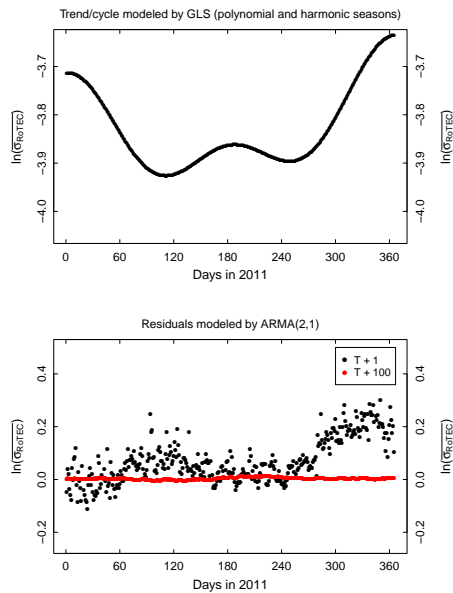 Trend/cycle modeled by GLS (polynomial and harmonic seasons)
ln(σRoTEC)
−3.7
−3.8
−3.9
−4.0
−3.7
−3.8
−3.9
−4.0
ln(σRoTEC)
0 60 120 180 240 300 360
Days in 2011
Residuals modeled by ARMA(2,1)
ln(σRoTEC)
0.4
0.2
0.0
−0.2
T + 1
T + 100
0.4
0.2
0.0
−0.2
ln(σRoTEC)
0 60 120 180 240 300 360
Days in 2011